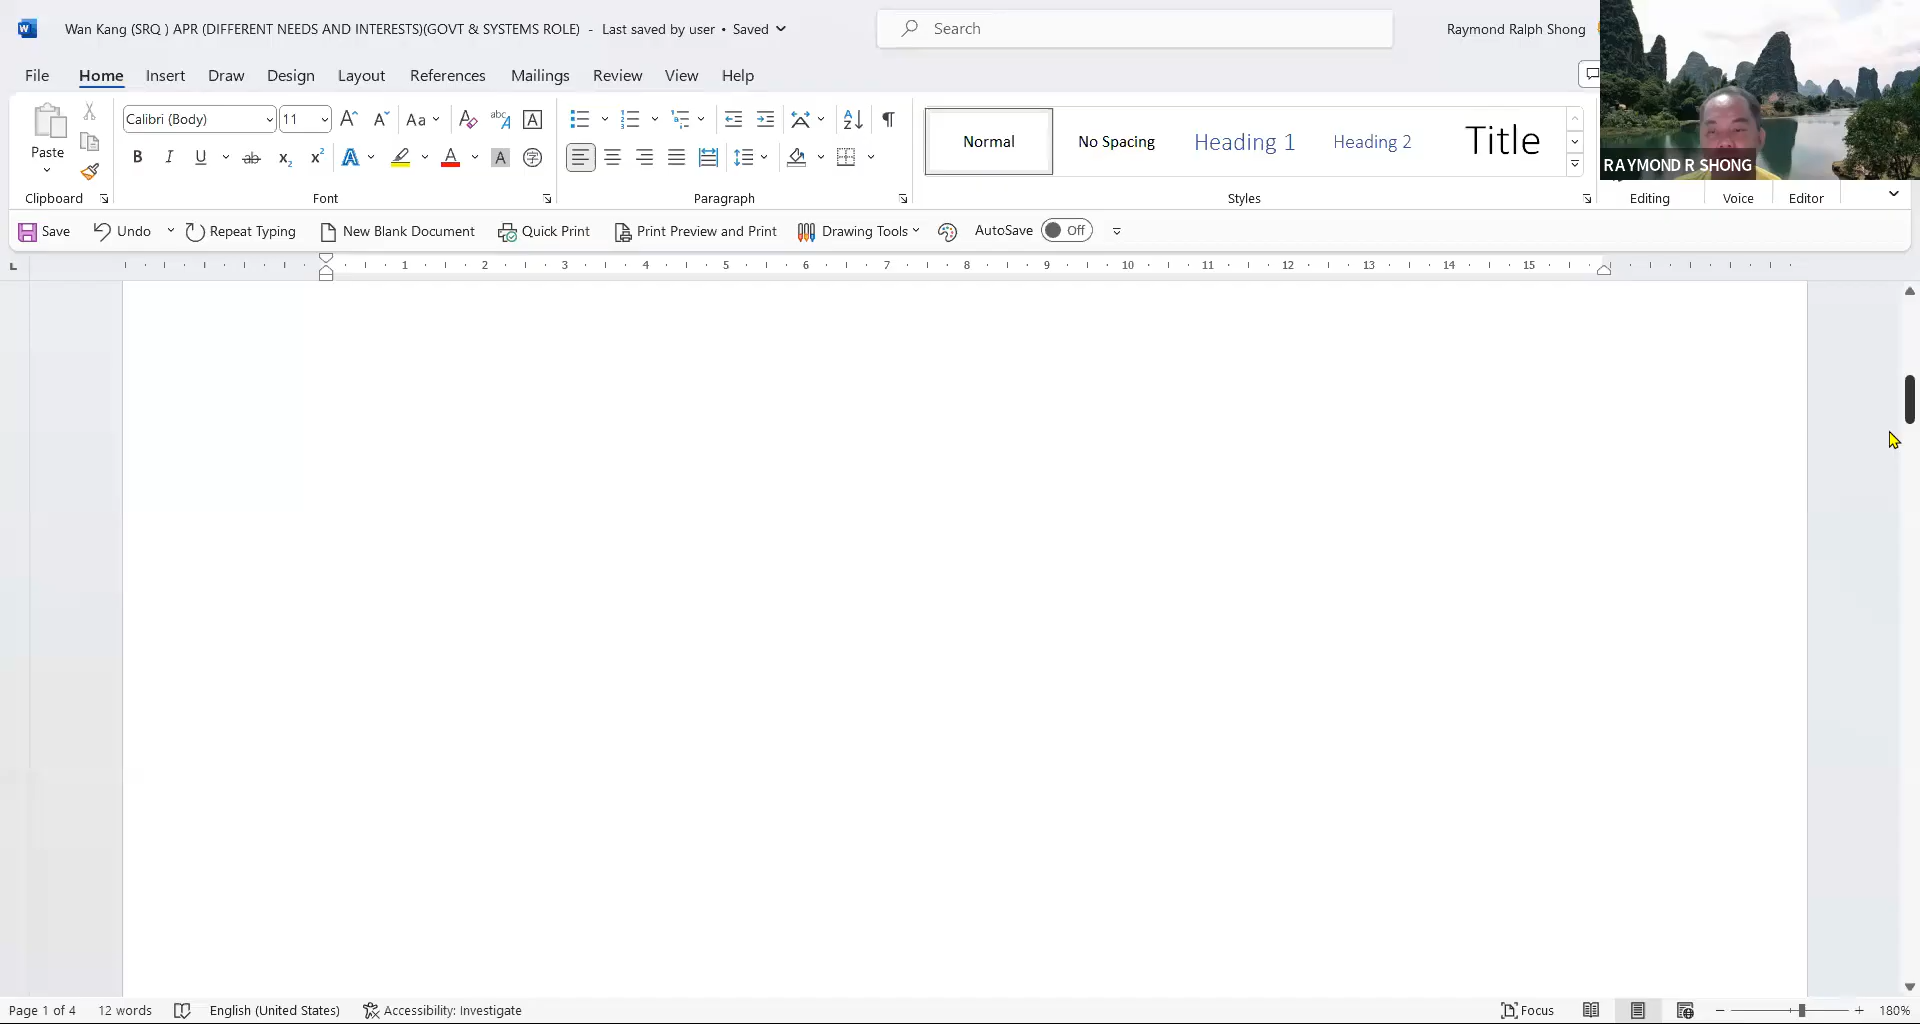 Wan Kang (SRQ ) APR (DIFFERENT NEEDS AND INTERESTS)(GOVT & SYSTEMS ROLE) - Last saved by user • Saved
Search
Raymond Ralph Shong
File Home Insert Draw Design Layout References Mailings Review View Help
Paste
Calibri (Body) 11
Normal
No Spacing
Heading 1
Heading 2
Title
RAYMOND R SHONG
Clipboard
Font
Paragraph
Styles
Editing
Voice
Editor
Save Undo Repeat Typing New Blank Document Quick Print Print Preview and Print Drawing Tools AutoSave Off
1 2 3 4 5 6 7 8 9 10 11 12 13 14 15
Page 1 of 4 12 words English (United States) Accessibility: Investigate Focus 180%